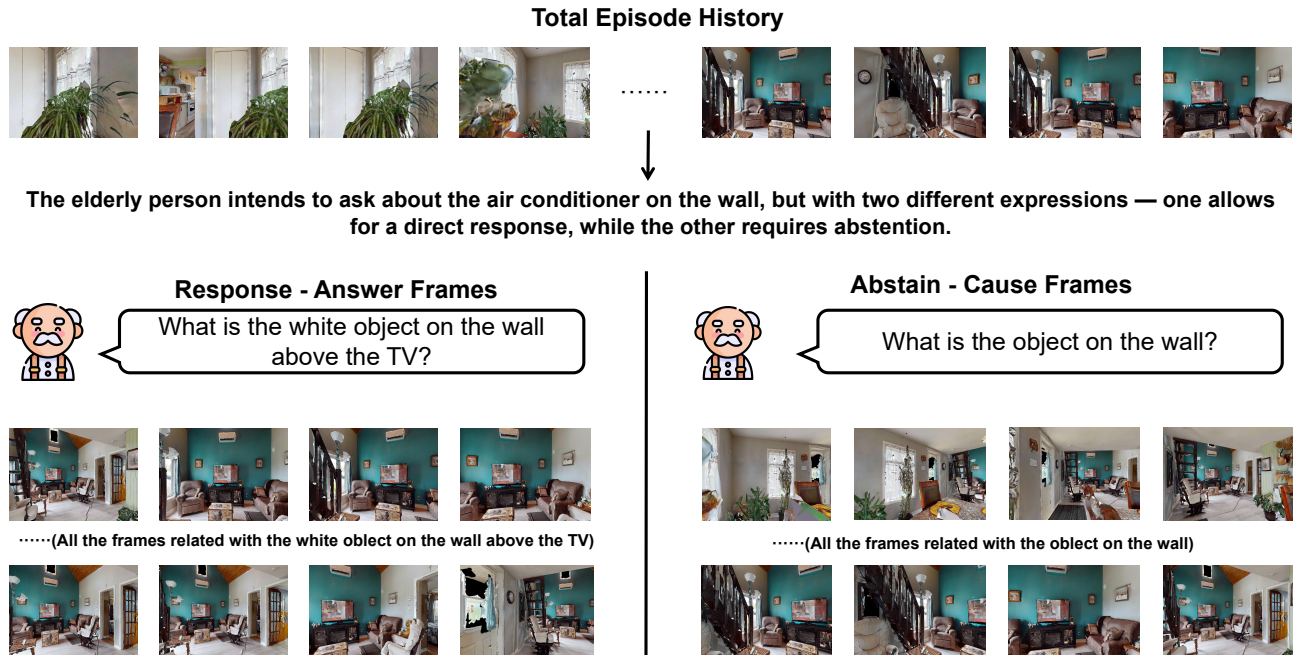 Total Episode History
......
The elderly person intends to ask about the air conditioner on the wall, but with two different expressions — one allows
for a direct response, while the other requires abstention.
Response - Answer Frames
What is the white object on the wall
above the TV?
......(All the frames related with the white oblect on the wall above the TV)
Abstain - Cause Frames
What is the object on the wall?
......(All the frames related with the oblect on the wall)